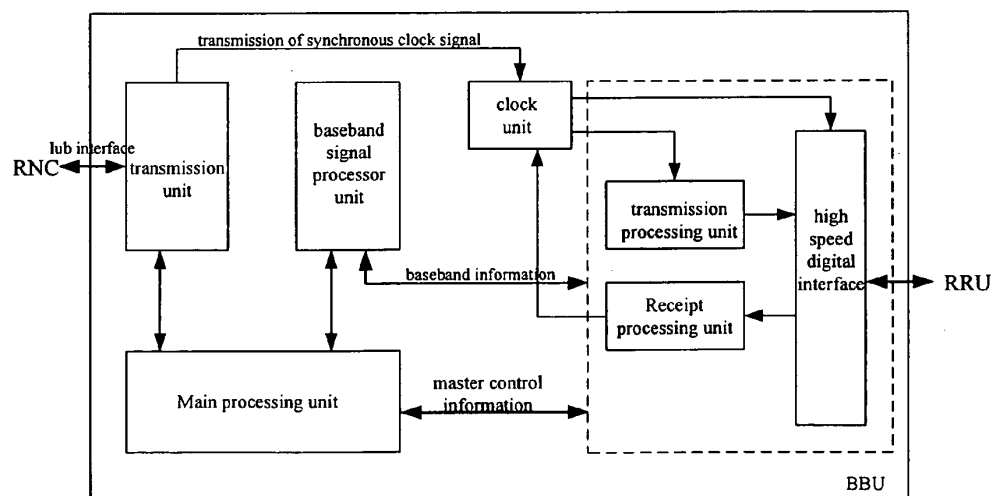 transmission of synchronous clock signal
clock
unit
baseband
signal
processor
unit
lub interface
RNC
transmission
unit
transmission
processing unit
high
speed
digital
interface
baseband information
RRU
Receipt
processing unit
Main processing unit
master control
information
BBU